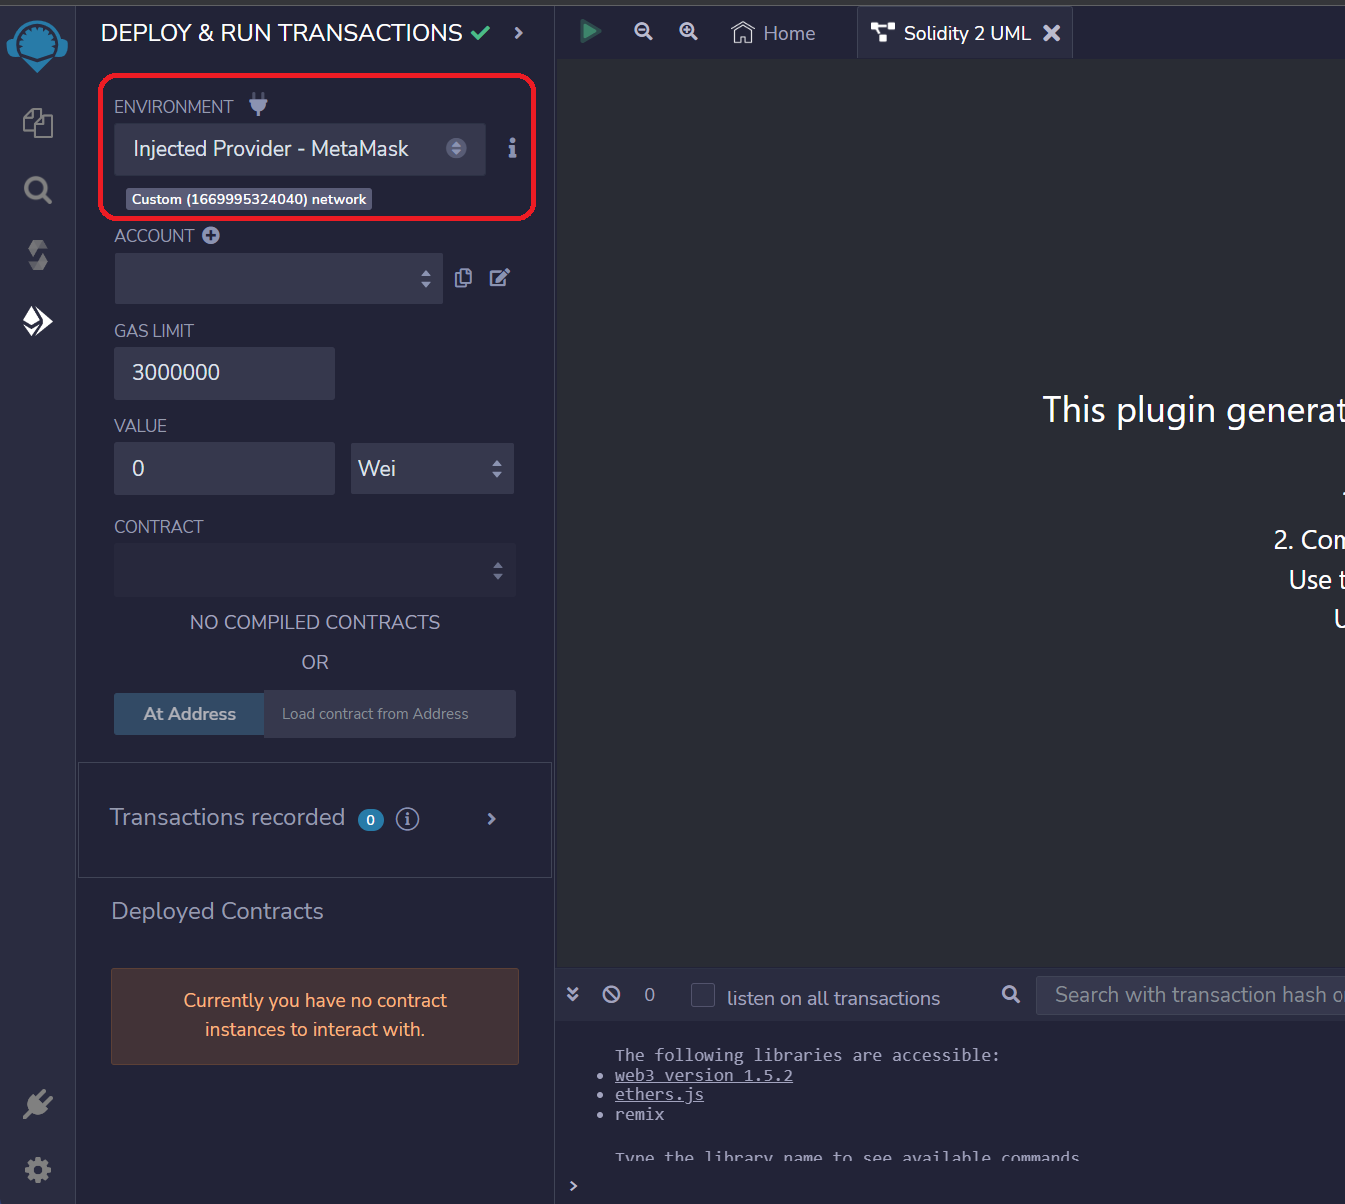 DEPLOY & RUN TRANSACTIONS
ENVIRONMENT
Injected Provider - MetaMask
Custom (1669995324040) network
ACCOUNT
GAS LIMIT
3000000
VALUE
0
Wei
CONTRACT
NO COMPILED CONTRACTS
OR
At Address
Load contract from Address
Transactions recorded 0
Deployed Contracts
Currently you have no contract
instances to interact with.
Home
Solidity 2 UML
This plugin generat
2. Com
Use t
0
listen on all transactions
Search with transaction hash or
The following libraries are accessible:
• web3 version 1.5.2
• ethers.js
• remix
Type the library name to see available commands
>